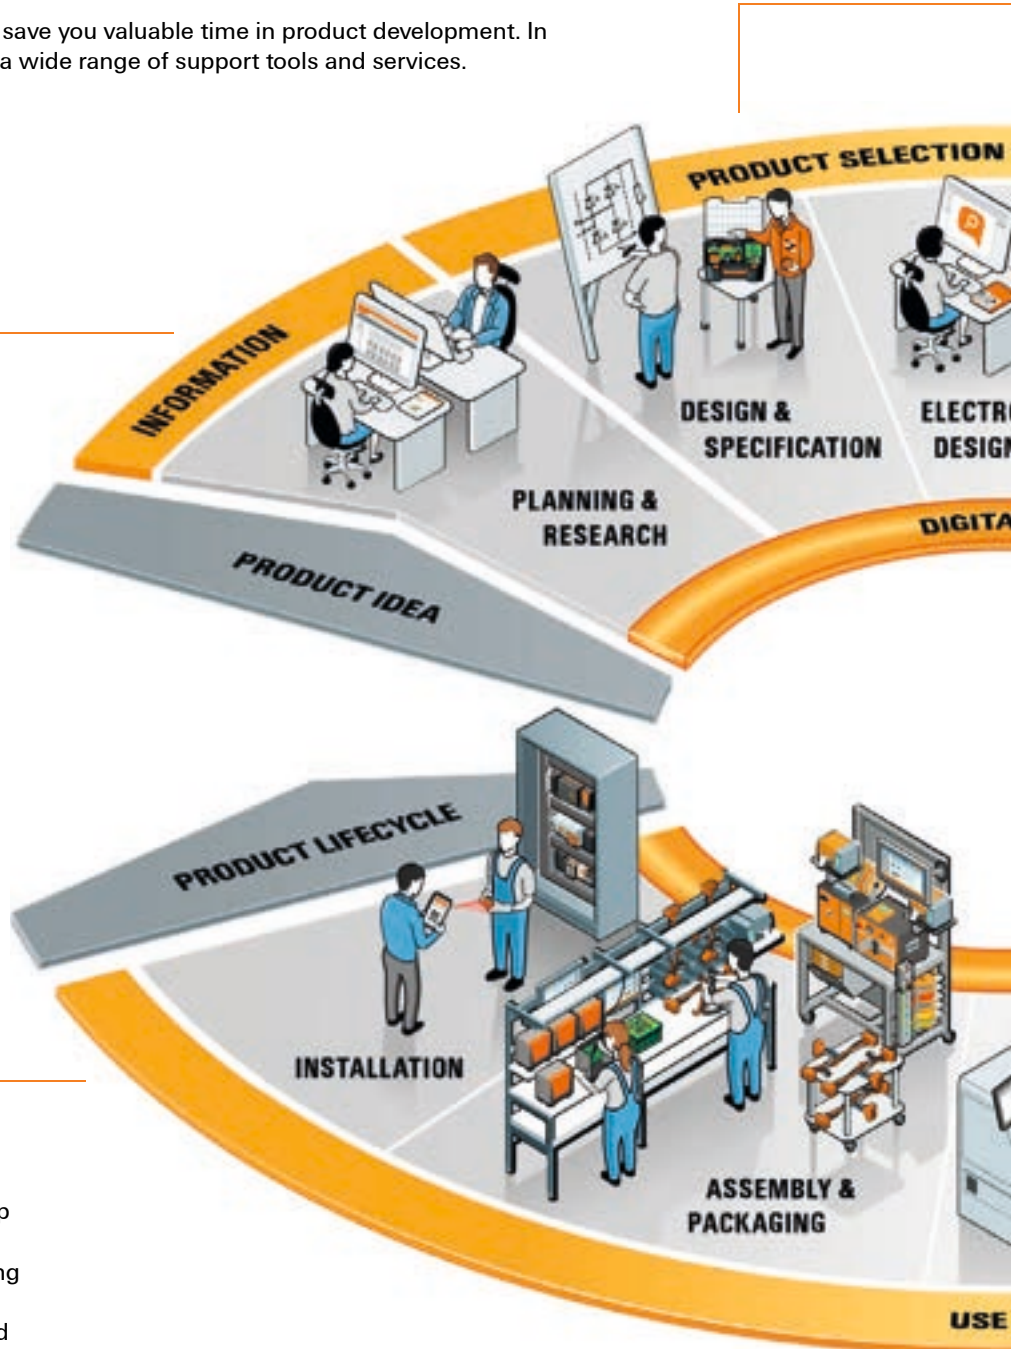 save you valuable time in product development. In
a wide range of support tools and services.
PRODUCT SELECTION
INFORMATION
DESIGN &
SPECIFICATION
PLANNING &
RESEARCH
PRODUCT IDEA
PRODUCT LIFECYCLE
INSTALLATION
ASSEMBLY &
PACKAGING
USE